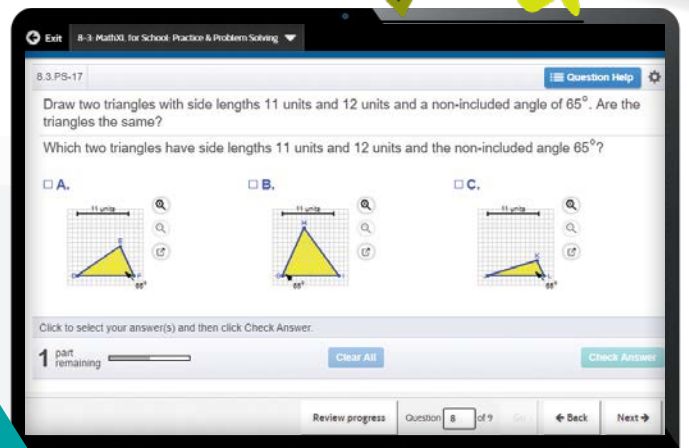 Exit 8-3: MathXL for School: Practice & Problem Solving
8.3.PS-17
Question Help
Draw two triangles with side lengths 11 units and 12 units and a non-included angle of 65°. Are the
triangles the same?
Which two triangles have side lengths 11 units and 12 units and the non-included angle 65°?
A.
B.
C.
11 units
11 units
11 units
E
H
K
D
F
G
L
65°
65°
65°
Click to select your answer(s) and then click Check Answer.
1 part
remaining
Clear All
Check Answer
Review progress
Question 8 of 9
Go
Back
Next